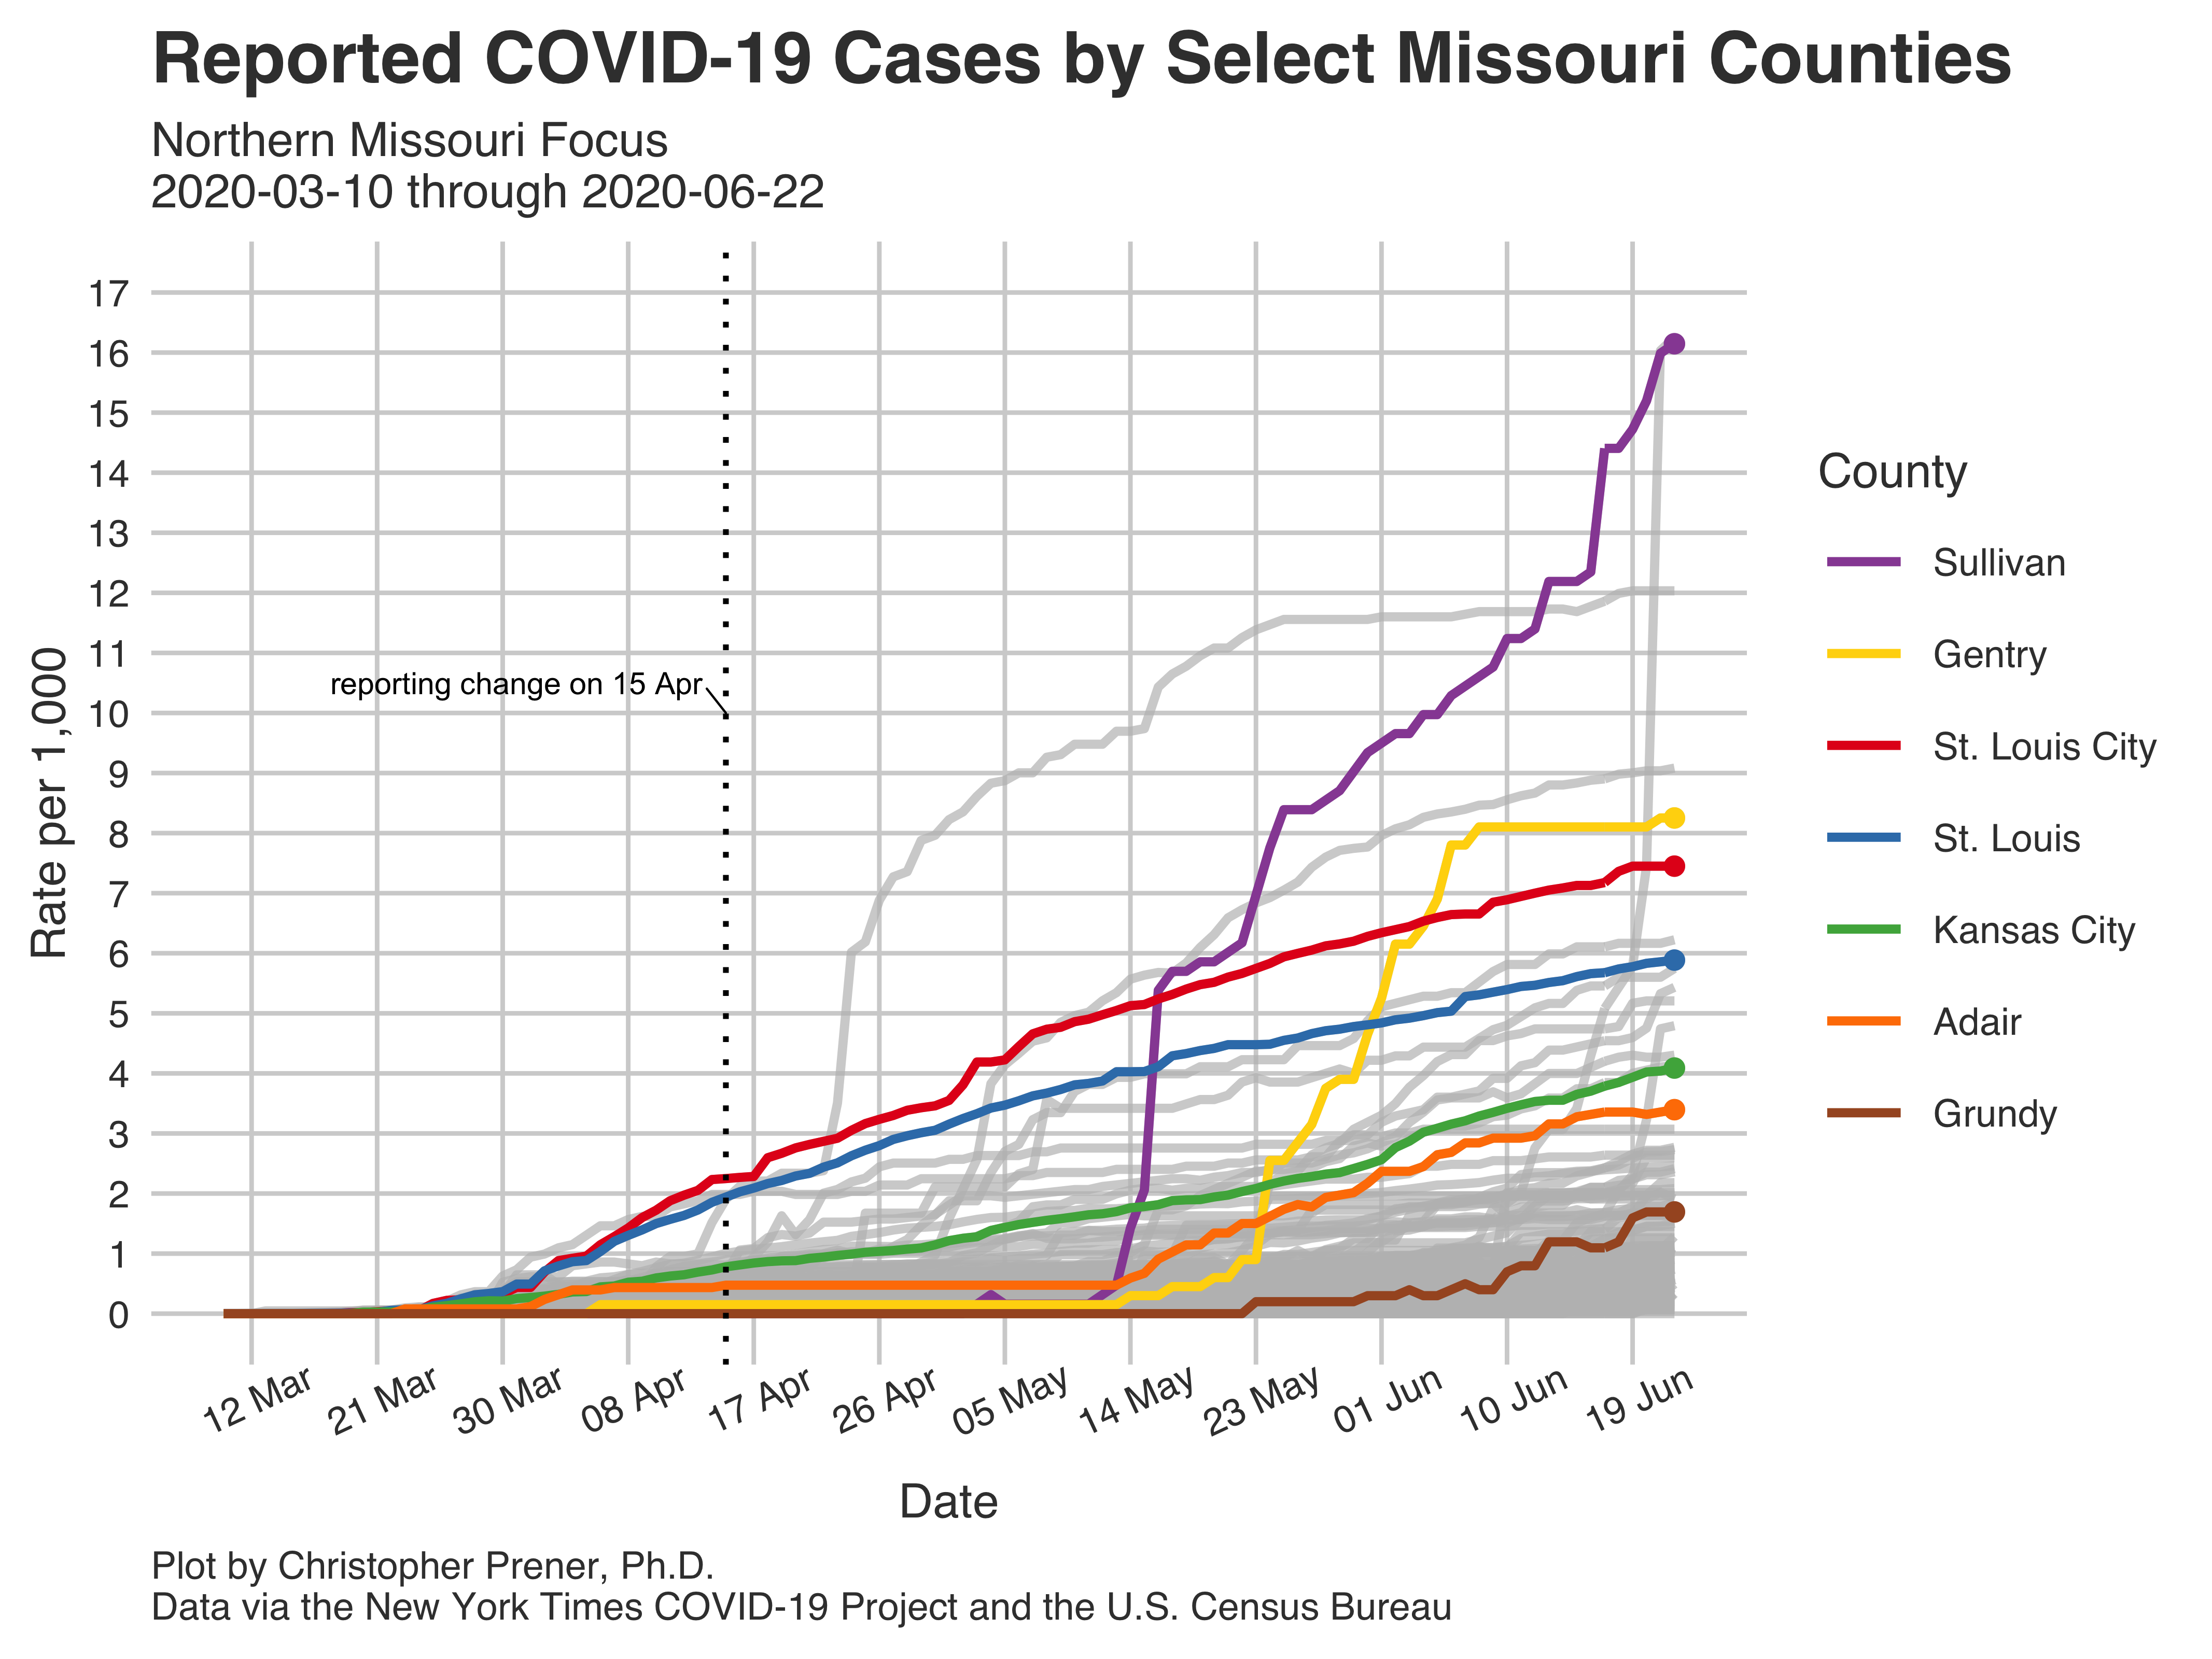 Reported COVID-19 Cases by Select Missouri Counties
Northern Missouri Focus
2020-03-10 through 2020-06-22
Rate per 1,000
17
16
15
14
13
12
11
10
9
8
7
6
5
4
3
2
1
0
reporting change on 15 Apr
12 Mar
21 Mar
30 Mar
08 Apr
17 Apr
26 Apr
05 May
14 May
23 May
01 Jun
10 Jun
19 Jun
Date
County
Sullivan
Gentry
St. Louis City
St. Louis
Kansas City
Adair
Grundy
Plot by Christopher Prener, Ph.D.
Data via the New York Times COVID-19 Project and the U.S. Census Bureau